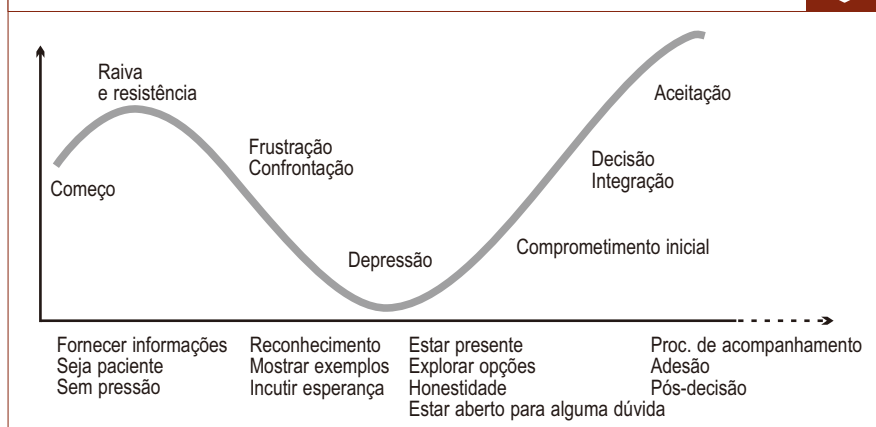 Raiva
e resistência
Começo
Frustração
Confrontação
Depressão
Comprometimento inicial
Decisão
Integração
Aceitação
Fornecer informações
Seja paciente
Sem pressão
Reconhecimento
Mostrar exemplos
Incutir esperança
Estar presente
Explorar opções
Honestidade
Estar aberto para alguma dúvida
Proc. de acompanhamento
Adesão
Pós-decisão